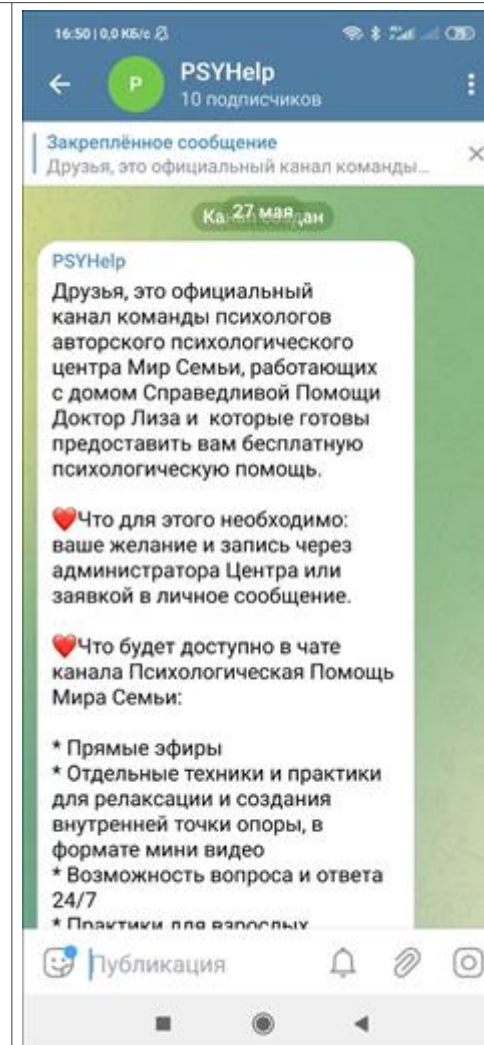 16:50 | 0,0 КБ/с
PSYHelp
P
10 подписчиков
Закреплённое сообщение
Друзья, это официальный канал команды...
27 мая
PSYHelp
Друзья, это официальный
канал команды психологов
авторского психологического
центра Мир Семьи, работающих
с домом Справедливой Помощи
Доктор Лиза и которые готовы
предоставить вам бесплатную
психологическую помощь.
❤️Что для этого необходимо:
ваше желание и запись через
администратора Центра или
заявкой в личное сообщение.
❤️Что будет доступно в чате
канала Психологическая Помощь
Мира Семьи:
* Прямые эфиры
* Отдельные техники и практики
для релаксации и создания
внутренней точки опоры, в
формате мини видео
* Возможность вопроса и ответа
24/7
* Практики для взрослых
Публикация